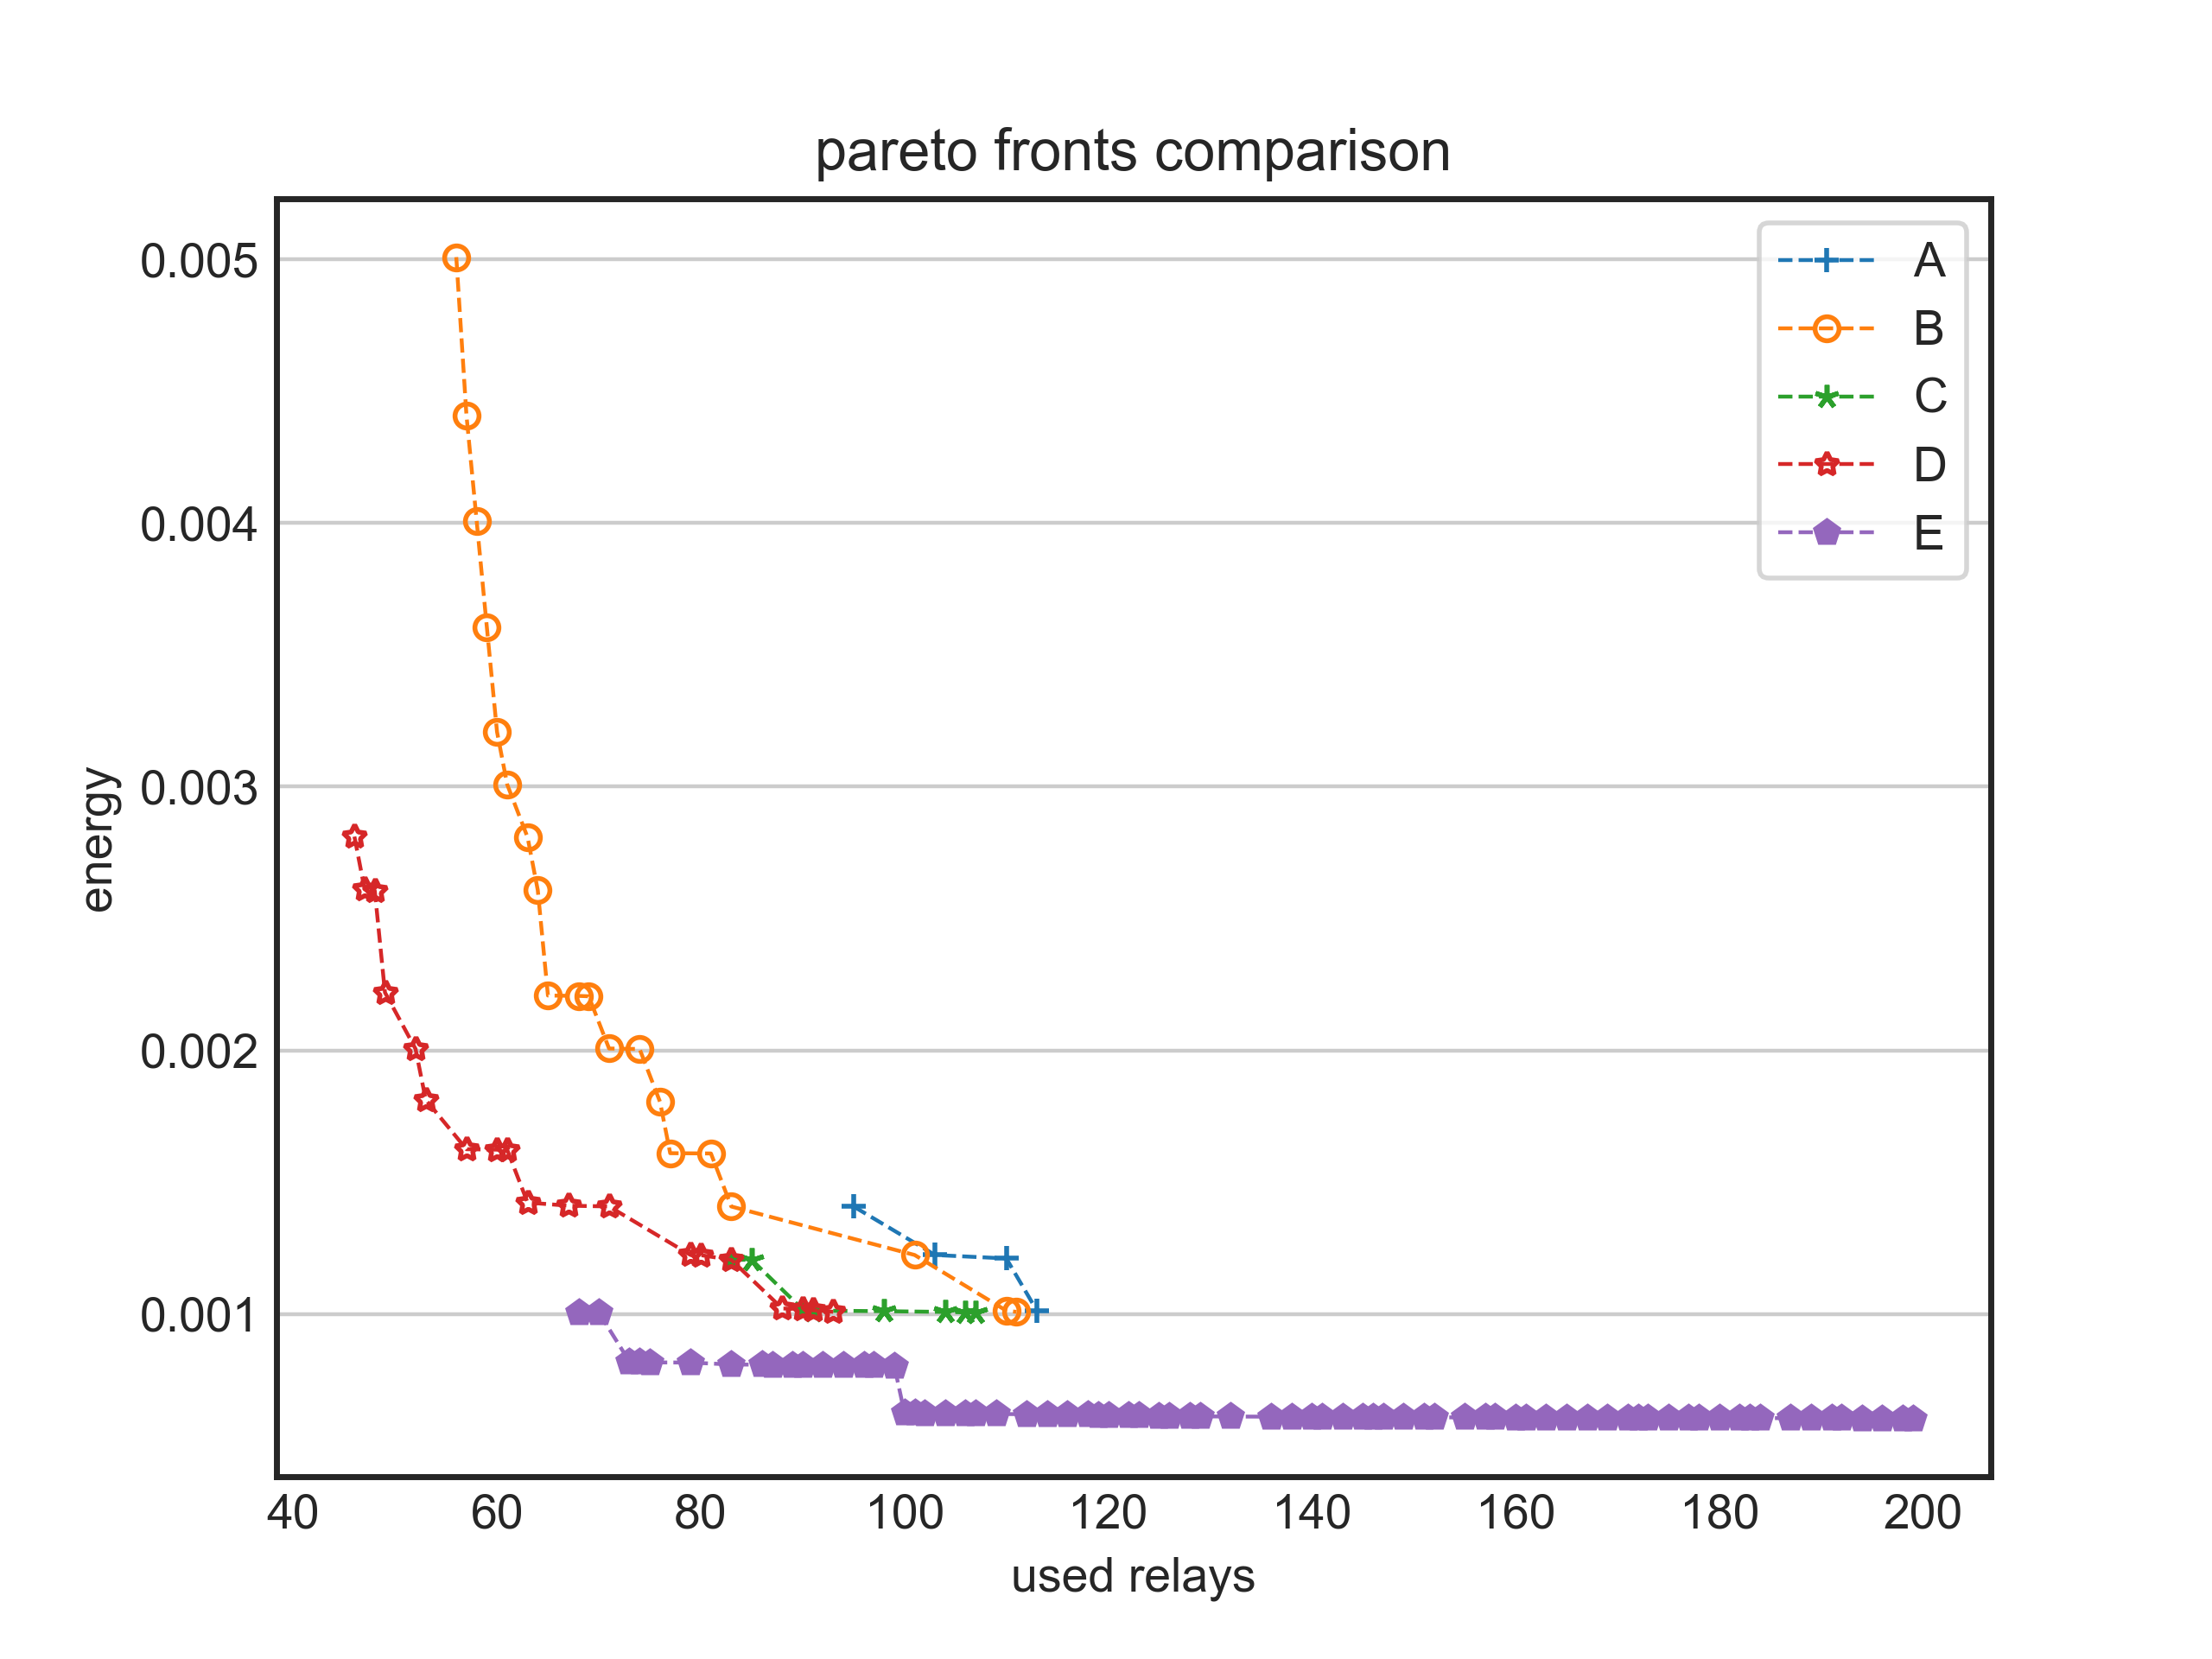 pareto fronts comparison
0.005
0.004
0.003
0.002
0.001
energy
40 60 80 100 120 140 160 180 200
used relays
A
B
C
D
E